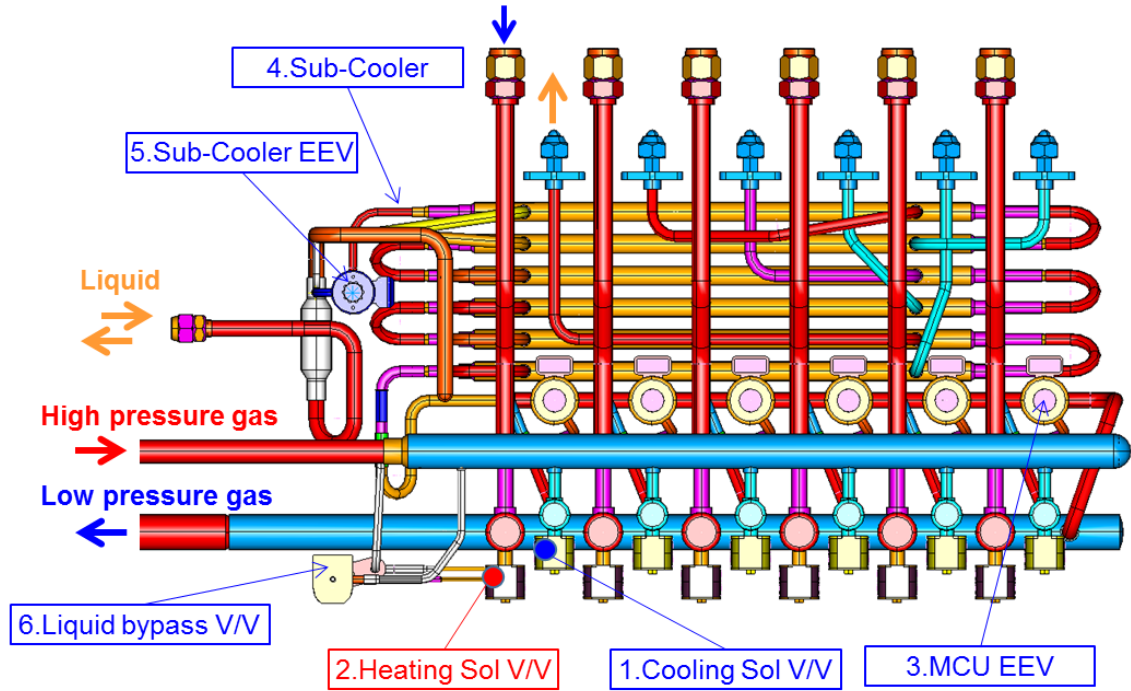 4.Sub-Cooler
5.Sub-Cooler EEV
Liquid
High pressure gas
Low pressure gas
6.Liquid bypass V/V
2.Heating Sol V/V
1.Cooling Sol V/V
3.MCU EEV